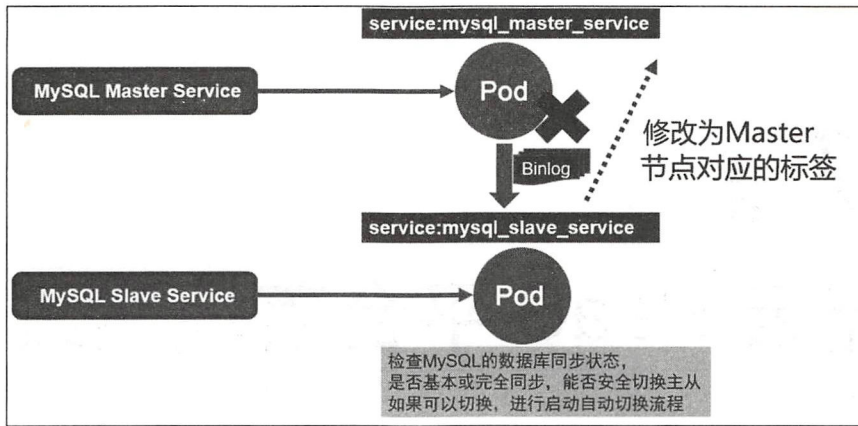 service:mysql_master_service
MySQL Master Service
Pod
修改为Master
节点对应的标签
Binlog
service:mysql_slave_service
MySQL Slave Service
Pod
检查MySQL的数据库同步状态，
是否基本或完全同步，能否安全切换主从
如果可以切换，进行启动自动切换流程